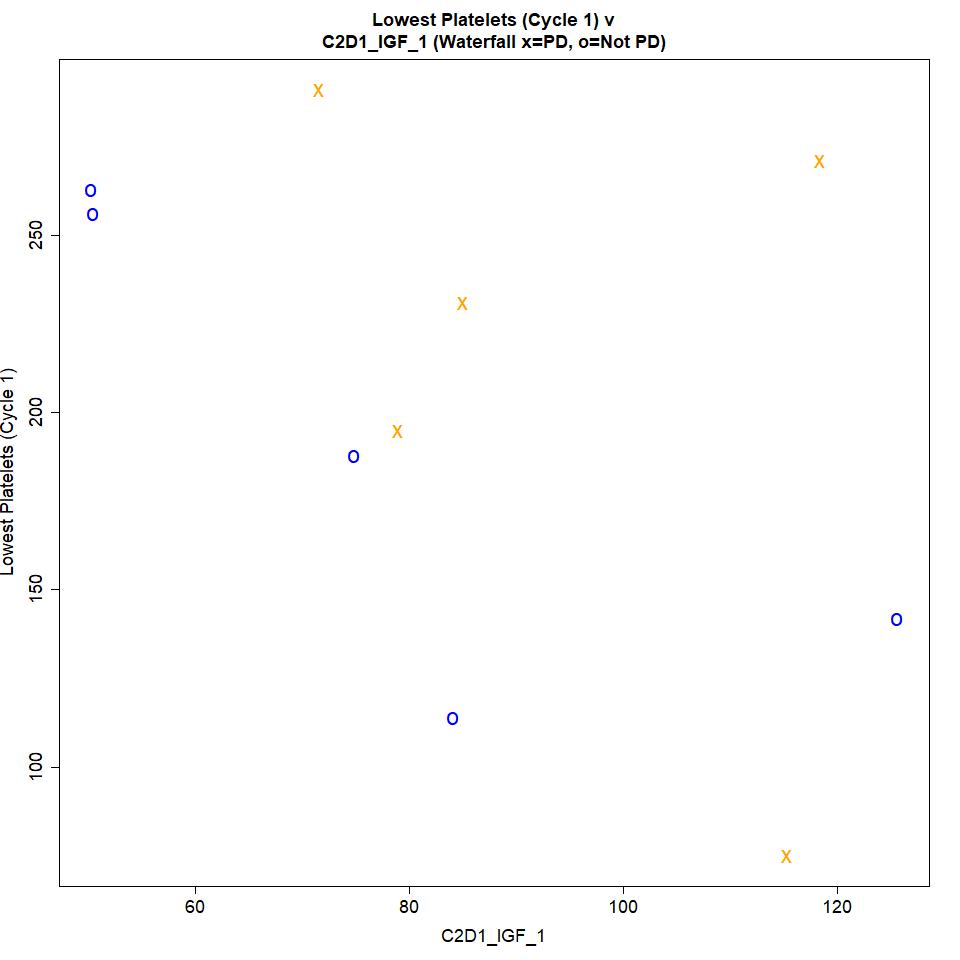 Lowest Platelets (Cycle 1) v
C2D1_IGF_1 (Waterfall x=PD, o=Not PD)
X
X
O
O
250
X
Lowest Platelets (Cycle 1)
200
X
O
150
O
O
100
X
60 80 100 120
C2D1_IGF_1